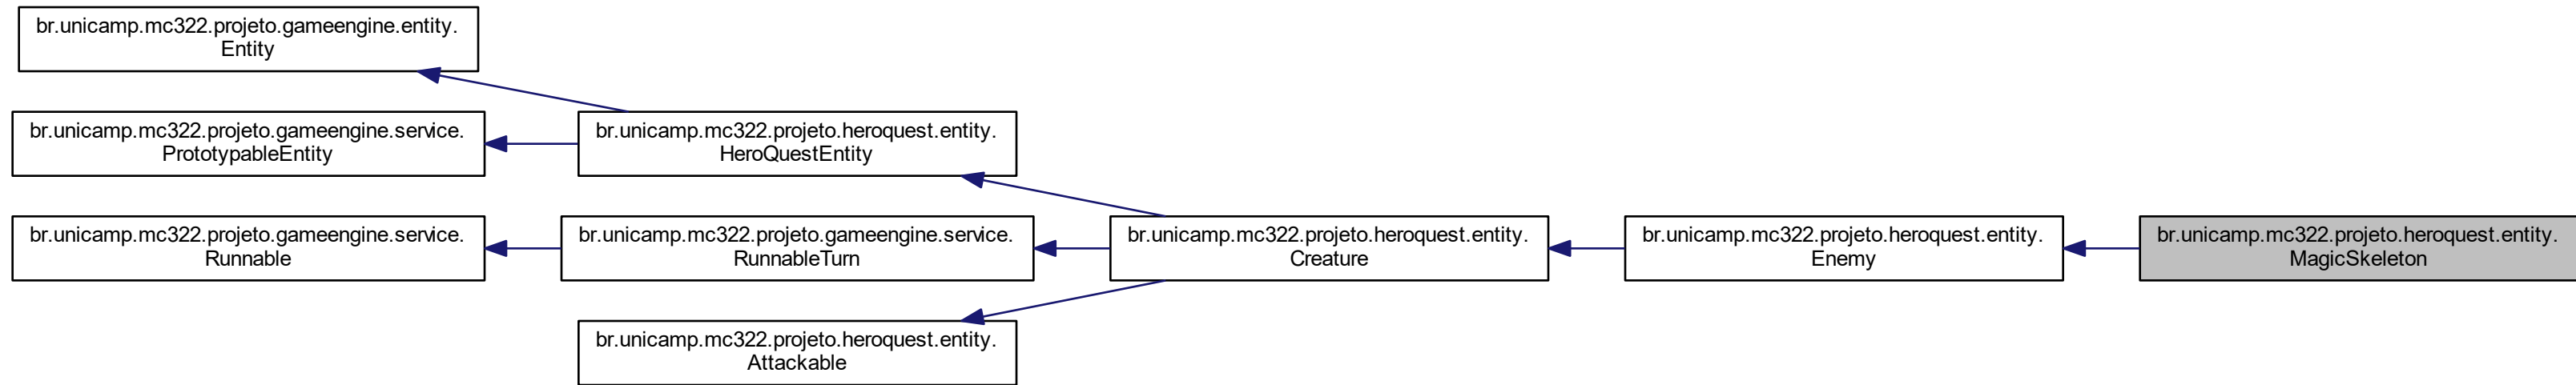 br.unicamp.mc322.projeto.gameengine.entity.
Entity
br.unicamp.mc322.projeto.gameengine.service.
PrototypableEntity
br.unicamp.mc322.projeto.heroquest.entity.
HeroQuestEntity
br.unicamp.mc322.projeto.gameengine.service.
Runnable
br.unicamp.mc322.projeto.gameengine.service.
RunnableTurn
br.unicamp.mc322.projeto.heroquest.entity.
Creature
br.unicamp.mc322.projeto.heroquest.entity.
Enemy
br.unicamp.mc322.projeto.heroquest.entity.
MagicSkeleton
br.unicamp.mc322.projeto.heroquest.entity.
Attackable